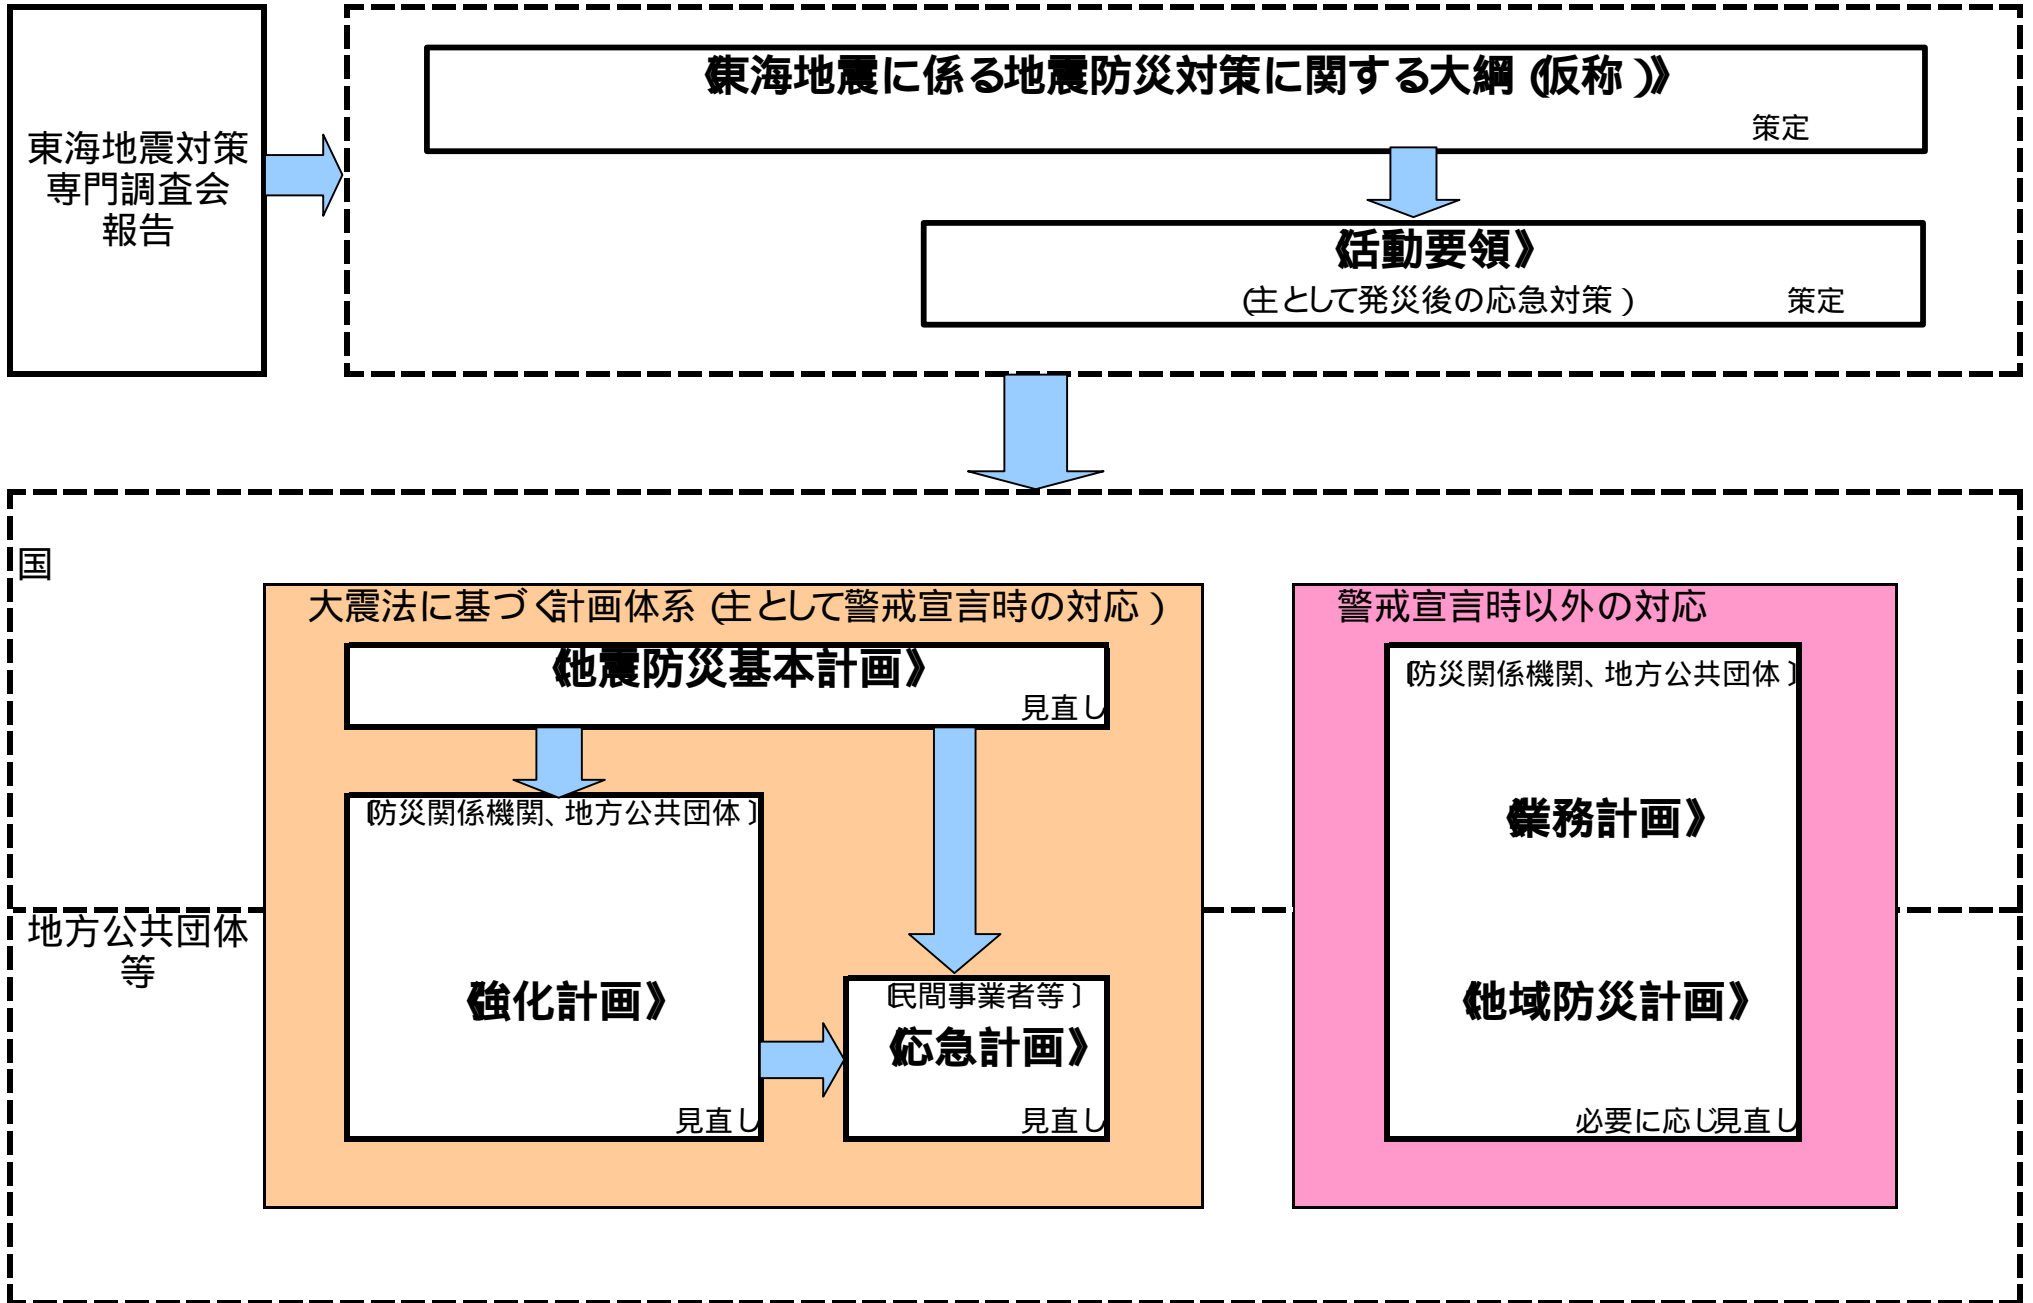 東海地震対策
専門調査会
報告
《東海地震に係る地震防災対策に関する大綱（仮称）》
策定
《活動要領》
（主として発災後の応急対策） 策定
国
大震法に基づく計画体系（主として警戒宣言時の対応）
《地震防災基本計画》
見直し
〔防災関係機関、地方公共団体〕
《強化計画》
見直し
〔民間事業者等〕
《応急計画》
見直し
警戒宣言時以外の対応
〔防災関係機関、地方公共団体〕
《業務計画》
《地域防災計画》
必要に応じ見直し
地方公共団体
等